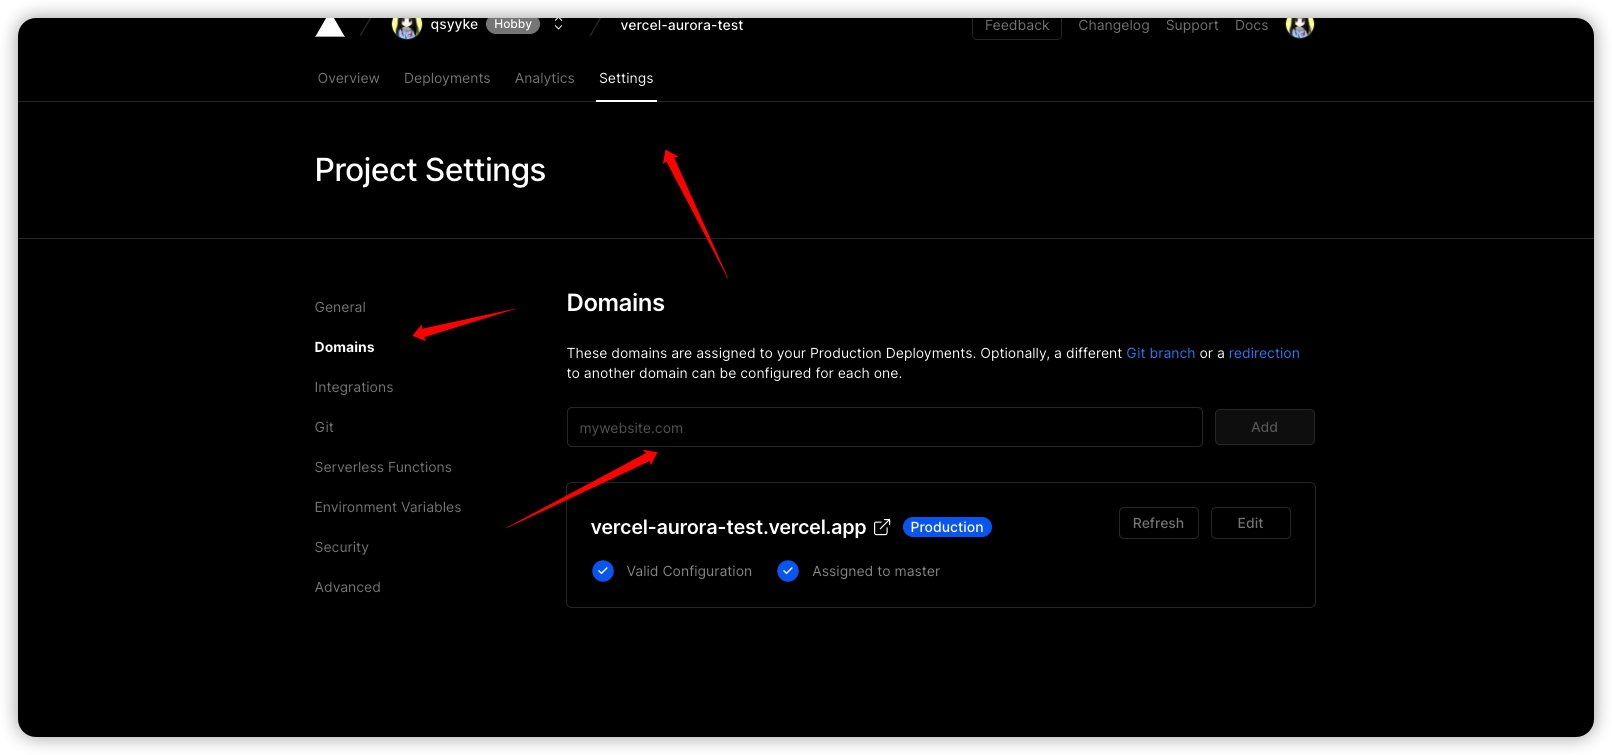 qsyyke Hobby vercel-aurora-test Feedback Changelog Support Docs
Overview Deployments Analytics Settings
Project Settings
General
Domains
Integrations
Git
Serverless Functions
Environment Variables
Security
Advanced
Domains
These domains are assigned to your Production Deployments. Optionally, a different Git branch or a redirection
to another domain can be configured for each one.
mywebsite.com Add
vercel-aurora-test.vercel.app Production Refresh Edit
Valid Configuration Assigned to master